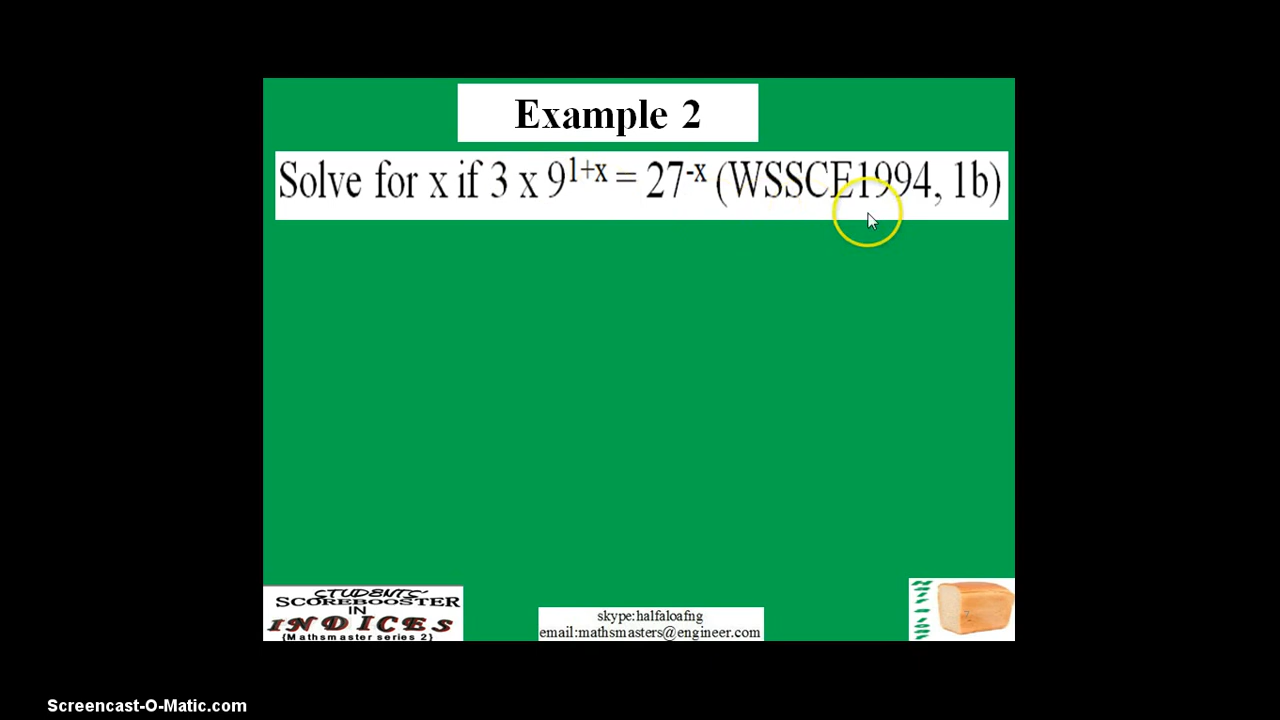 Example 2
Solve for x if 3 x 9^{1+x} = 27^{-x} (WSSCE1994, 1b)
STUDENTS
SCOREBOOSTER
IN
INDICES
{Mathsmaster series 2}
skype:halfaloafng
email:mathsmasters@engineer.com
Screencast-O-Matic.com